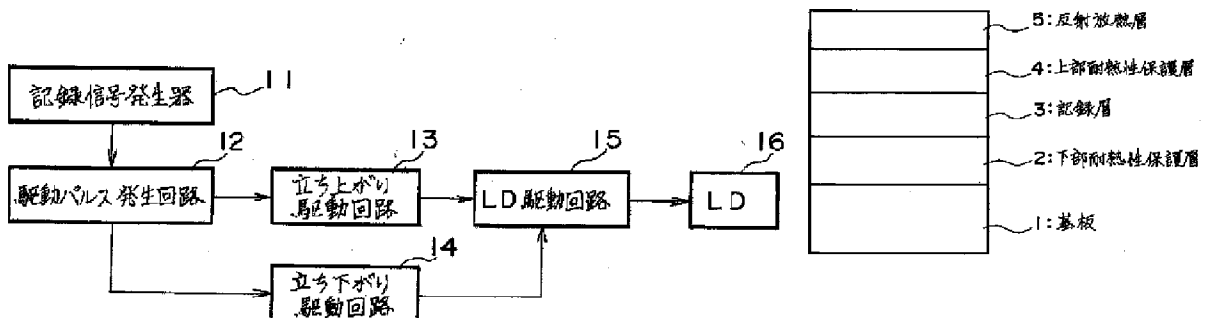 5:反射放熱層
4:上部耐熱性保護層
3:記録層
2:下部耐熱性保護層
1:基板
11
記録信号発生器
12
駆動パルス発生回路
13
立ち上がり
駆動回路
14
立ち下がり
駆動回路
15
LD駆動回路
16
LD